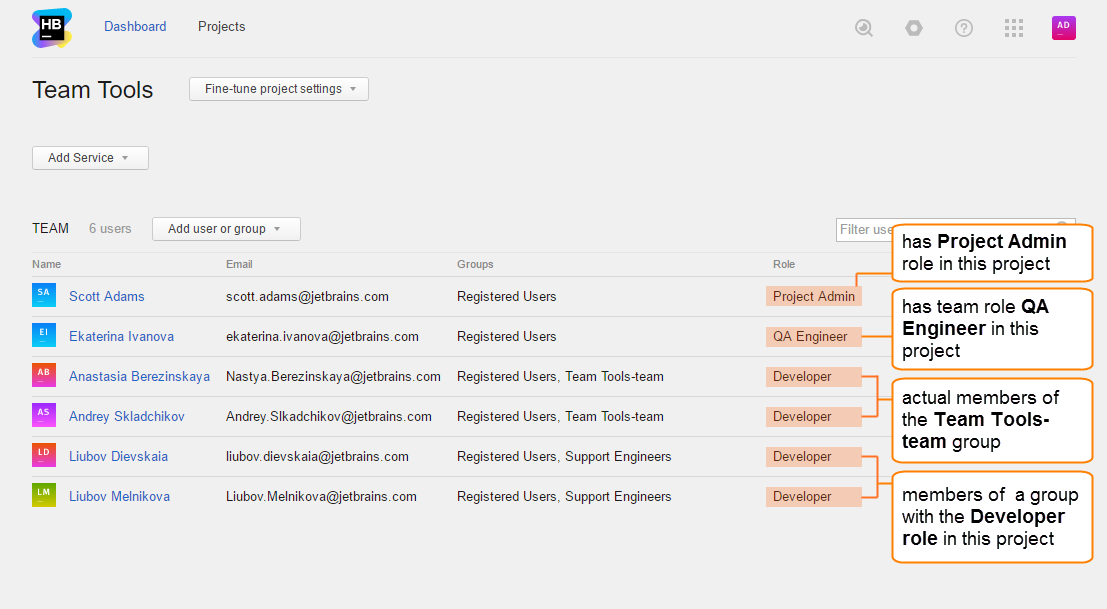 HB
Dashboard Projects
AD
Team Tools Fine-tune project settings
Add Service
TEAM 6 users Add user or group Filter use
Name Email Groups Role
SA Scott Adams scott.adams@jetbrains.com Registered Users Project Admin
EI Ekaterina Ivanova ekaterina.ivanova@jetbrains.com Registered Users QA Engineer
AB Anastasia Berezinskaya Nastya.Berezinskaya@jetbrains.com Registered Users, Team Tools-team Developer
AS Andrey Skladchikov Andrey.Slkadchikov@jetbrains.com Registered Users, Team Tools-team Developer
LD Liubov Dievskaia liubov.dievskaia@jetbrains.com Registered Users, Support Engineers Developer
LM Liubov Melnikova Liubov.Melnikova@jetbrains.com Registered Users, Support Engineers Developer
has Project Admin
role in this project
has team role QA
Engineer in this
project
actual members of
the Team Tools-
team group
members of a group
with the Developer
role in this project